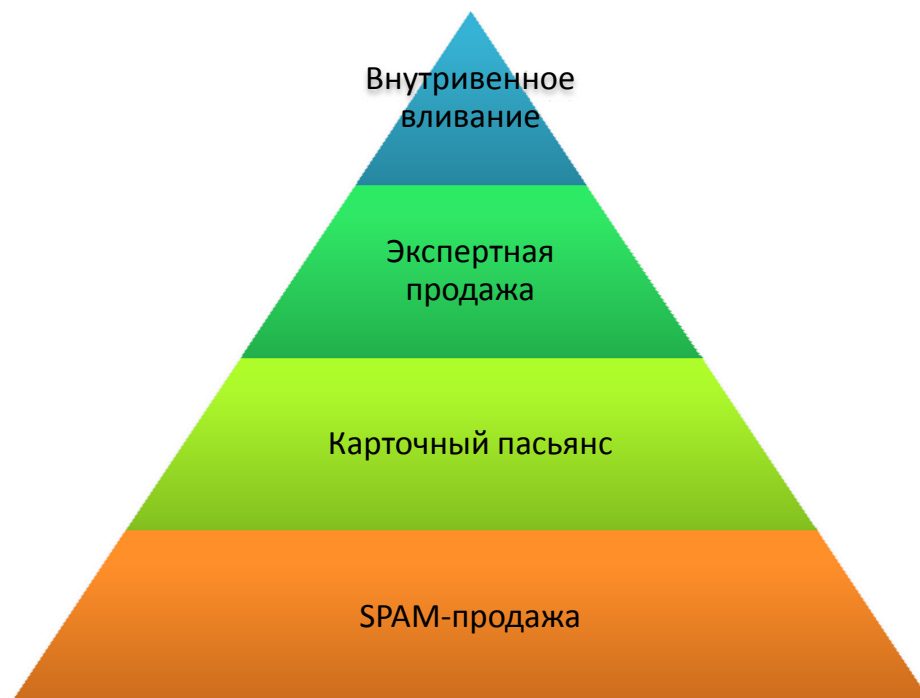 Внутривенное
вливание
Экспертная
продажа
Карточный пасьянс
SPAM-продажа